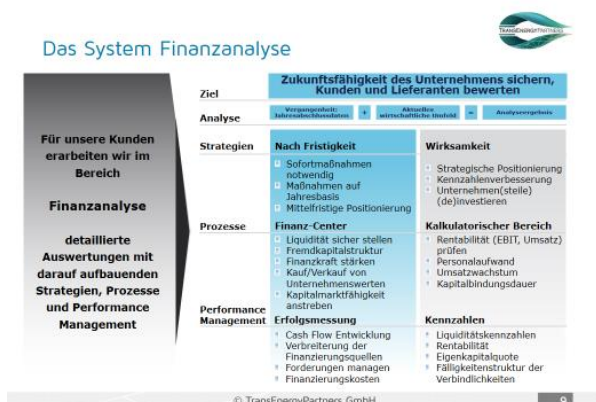 TRANSENERGYPARTNERS
Das System Finanzanalyse
Für unsere Kunden
erarbeiten wir im
Bereich
Finanzanalyse
detaillierte
Auswertungen mit
darauf aufbauenden
Strategien, Prozesse
und Performance
Management
Ziel
Zukunftsfähigkeit des Unternehmens sichern,
Kunden und Lieferanten bewerten
Analyse
Vergangenheit:
Jahresabschlussdaten
+
Aktuelles
wirtschaftliche Umfeld
=
Analyseergebnis
Strategien
Nach Fristigkeit
Sofortmaßnahmen
notwendig
Maßnahmen auf
Jahresbasis
Mittelfristige Positionierung
Wirksamkeit
Strategische Positionierung
Kennzahlenverbesserung
Unternehmen(steile)
(de)investieren
Prozesse
Finanz-Center
Liquidität sicher stellen
Fremdkapitalstruktur
Finanzkraft stärken
Kauf/Verkauf von
Unternehmenswerten
Kapitalmarktfähigkeit
anstreben
Kalkulatorischer Bereich
Rentabilität (EBIT, Umsatz)
prüfen
Personalaufwand
Umsatzwachstum
Kapitalbindungsdauer
Performance
Management
Erfolgsmessung
Cash Flow Entwicklung
Verbreiterung der
Finanzierungsquellen
Forderungen managen
Finanzierungskosten
Kennzahlen
Liquiditätskennzahlen
Rentabilität
Eigenkapitalquote
Fälligkeitenstruktur der
Verbindlichkeiten
© TransEnergyPartners GmbH
9